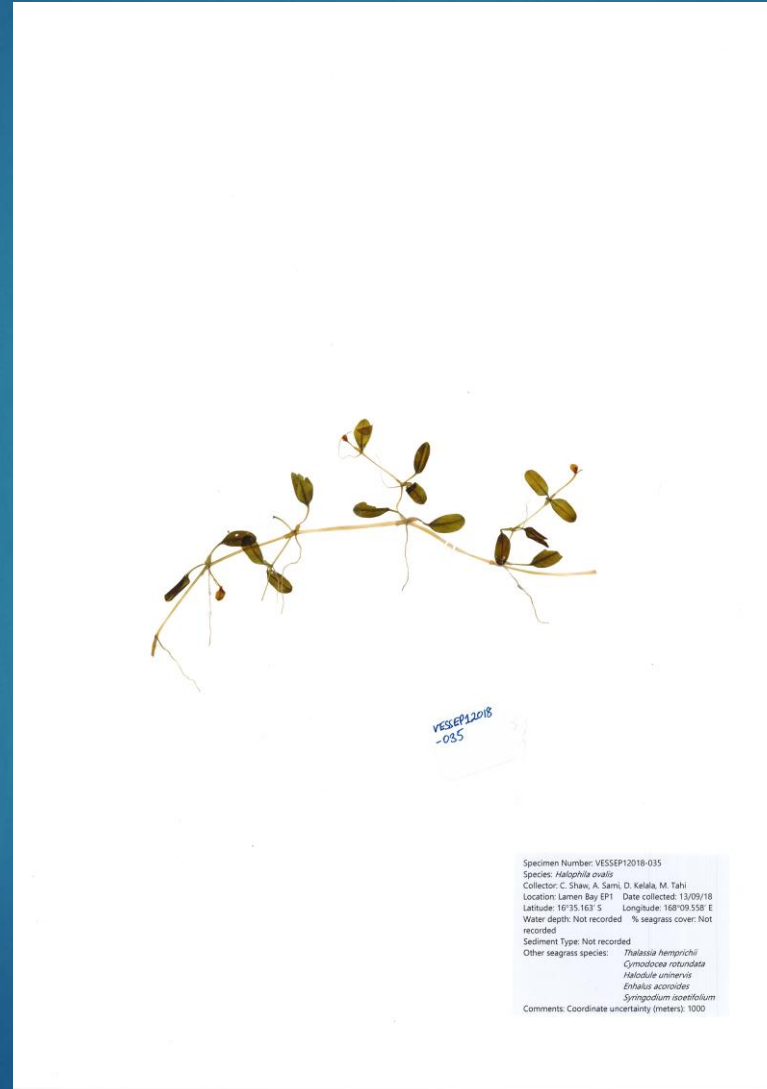 VESSEP12018
-035
Specimen Number: VESSEP12018-035
Species: Halophila ovalis
Collector: C. Shaw, A. Sami, D. Kelala, M. Tahi
Location: Lamen Bay EP1 Date collected: 13/09/18
Latitude: 16°35.163' S Longitude: 168°09.558' E
Water depth: Not recorded % seagrass cover: Not
recorded
Sediment Type: Not recorded
Other seagrass species: Thalassia hemprichii
Cymodocea rotundata
Halodule uninervis
Enhalus acoroides
Syringodium isoetifolium
Comments: Coordinate uncertainty (meters): 1000